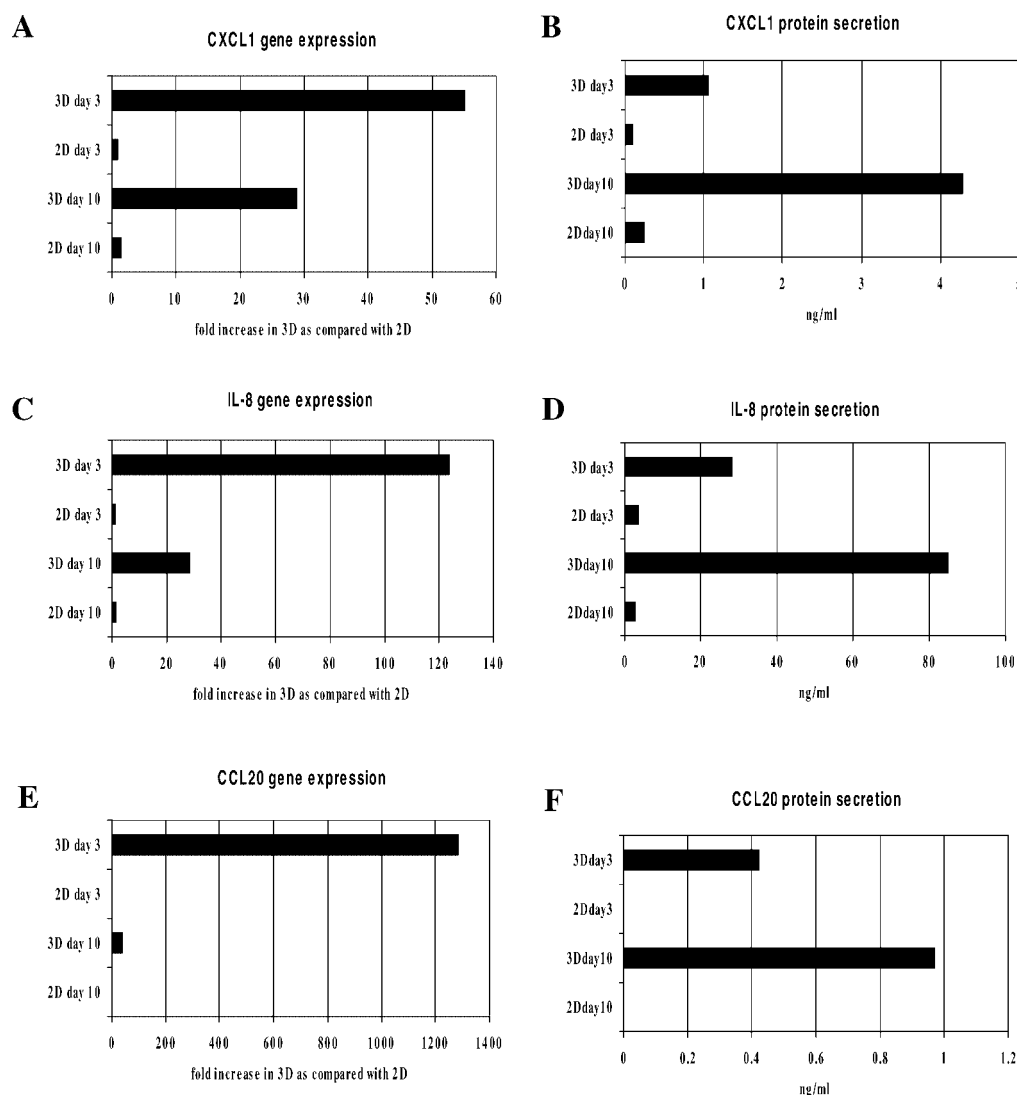 A
CXCL1 gene expression
3D day 3
2D day 3
3D day 10
2D day 10
0 10 20 30 40 50 60
fold increase in 3D as compared with 2D
B
CXCL1 protein secretion
3D day3
2D day3
3Dday10
2Dday10
0 1 2 3 4
ng/ml
C
IL-8 gene expression
3D day 3
2D day 3
3D day 10
2D day 10
0 20 40 60 80 100 120 140
fold increase in 3D as compared with 2D
D
IL-8 protein secretion
3D day3
2D day3
3Dday10
2Dday10
0 20 40 60 80 100
ng/ml
E
CCL20 gene expression
3D day 3
2D day 3
3D day 10
2D day 10
0 200 400 600 800 1000 1200 1400
fold increase in 3D as compared with 2D
F
CCL20 protein secretion
3Dday3
2Dday3
3Dday10
2Dday10
0 0.2 0.4 0.6 0.8 1 1.2
ng/ml